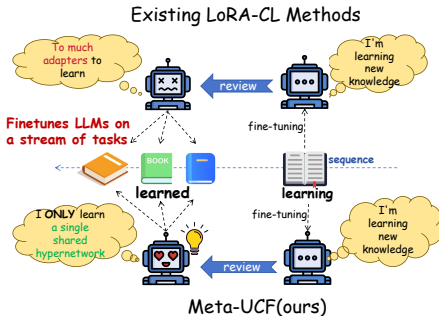 Existing LoRA-CL Methods
To much
adapters to
learn
I'm
learning
new
knowledge
review
Finetunes LLMs on
a stream of tasks
fine-tuning
BOOK
sequence
learned
learning
fine-tuning
I ONLY learn
a single
shared
hypernetwork
I'm
learning
new
knowledge
review
Meta-UCF(ours)